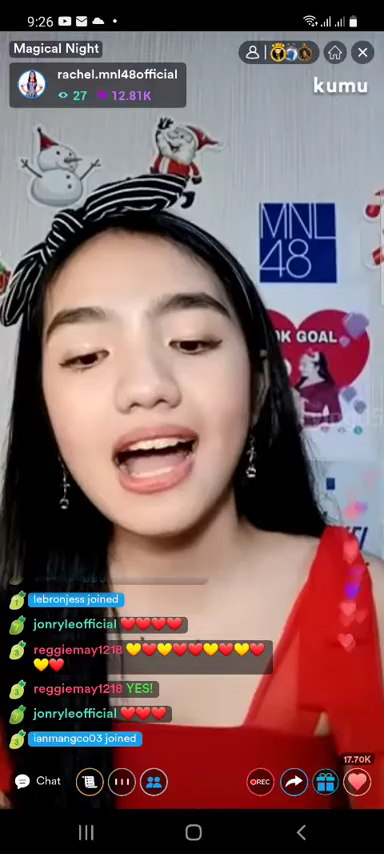 9:26
Magical Night
rachel.mnl48official
27 12.81K
kumu
MNL
48
OK GOAL
lebronjess joined
jonryleofficial ❤️❤️❤️❤️
reggiemay1218 💛❤️💛❤️❤️💛❤️💛❤️
💛❤️
reggiemay1218 YES!
jonryleofficial ❤️❤️❤️
ianmangco03 joined
17.70K
Chat
REC